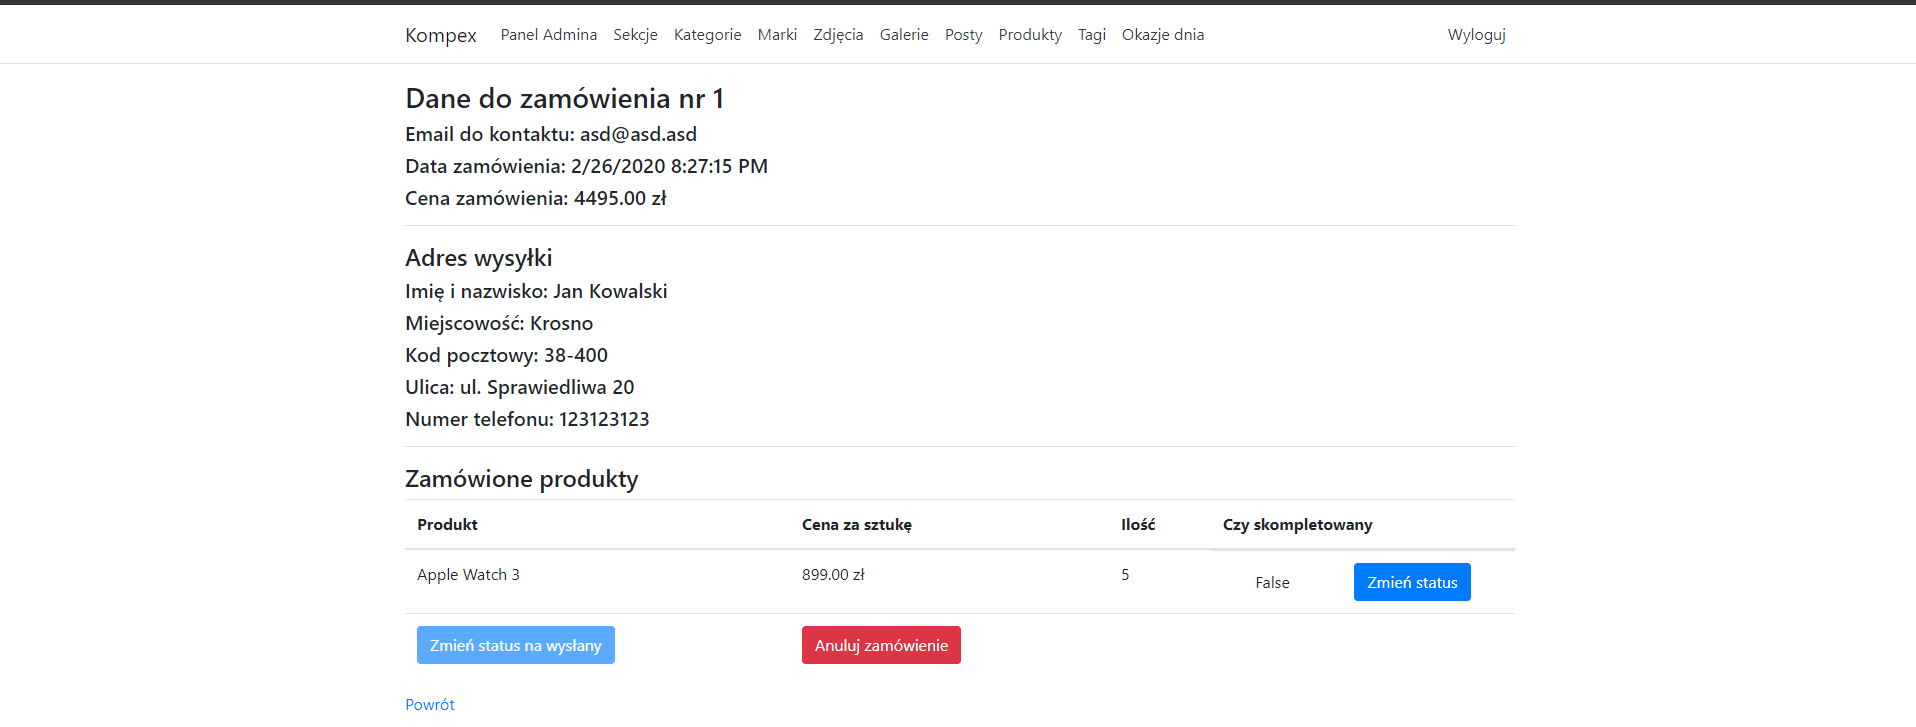 Kompex Panel Admina Sekcje Kategorie Marki Zdjęcia Galerie Posty Produkty Tagi Okazje dnia Wyloguj
Dane do zamówienia nr 1
Email do kontaktu: asd@asd.asd
Data zamówienia: 2/26/2020 8:27:15 PM
Cena zamówienia: 4495.00 zł
Adres wysyłki
Imię i nazwisko: Jan Kowalski
Miejscowość: Krosno
Kod pocztowy: 38-400
Ulica: ul. Sprawiedliwa 20
Numer telefonu: 123123123
Zamówione produkty
Produkt Cena za sztukę Ilość Czy skompletowany
Apple Watch 3 899.00 zł 5 False Zmień status
Zmień status na wysłany Anuluj zamówienie
Powrót